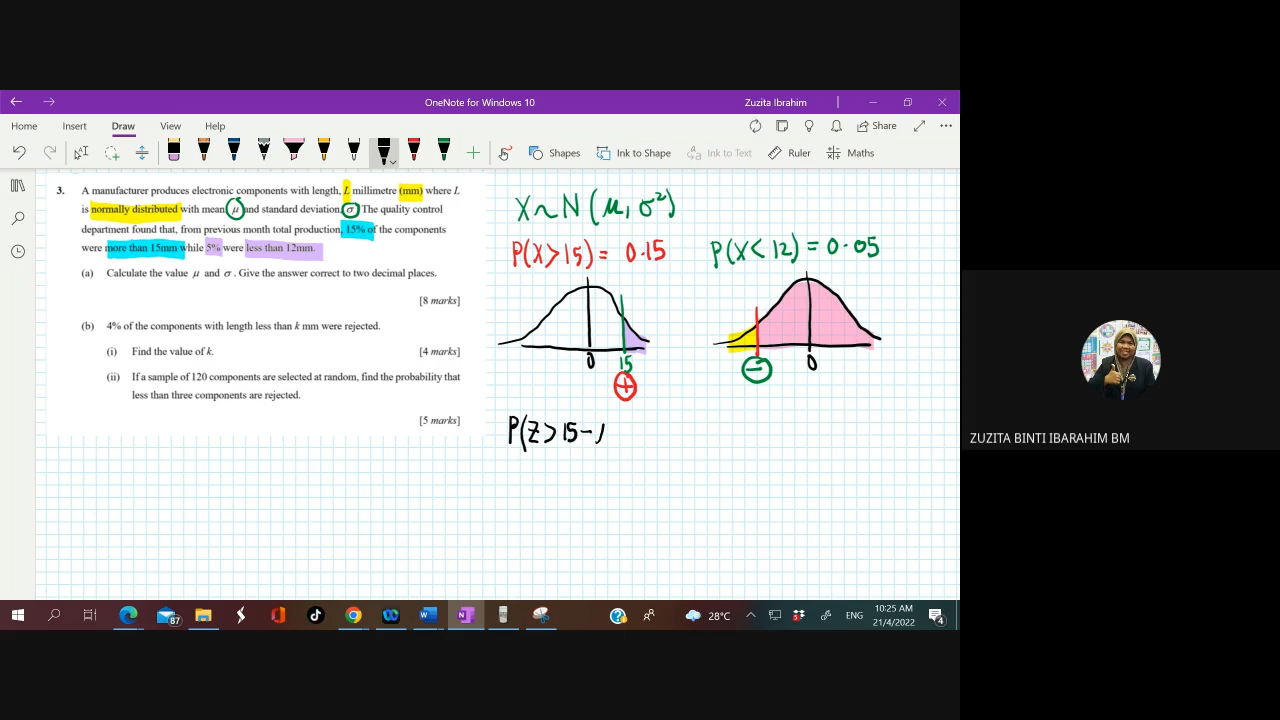 OneNote for Windows 10
Zuzita Ibrahim
Home Insert Draw View Help
Share
Shapes Ink to Shape Ink to Text Ruler Maths
3. A manufacturer produces electronic components with length, L millimetre (mm) where L
is normally distributed with mean μ and standard deviation σ. The quality control
department found that, from previous month total production, 15% of the components
were more than 15mm while 5% were less than 12mm.
(a) Calculate the value μ and σ. Give the answer correct to two decimal places.
[8 marks]
(b) 4% of the components with length less than k mm were rejected.
(i) Find the value of k.
[4 marks]
(ii) If a sample of 120 components are selected at random, find the probability that
less than three components are rejected.
[5 marks]
X ~ N (μ, σ²)
P(X > 15) = 0.15
P(X < 12) = 0.05
0
15
+
0
−
P(Z > 15 −
ZUZITA BINTI IBARAHIM BM
87
28°C
ENG
10:25 AM
21/4/2022
4